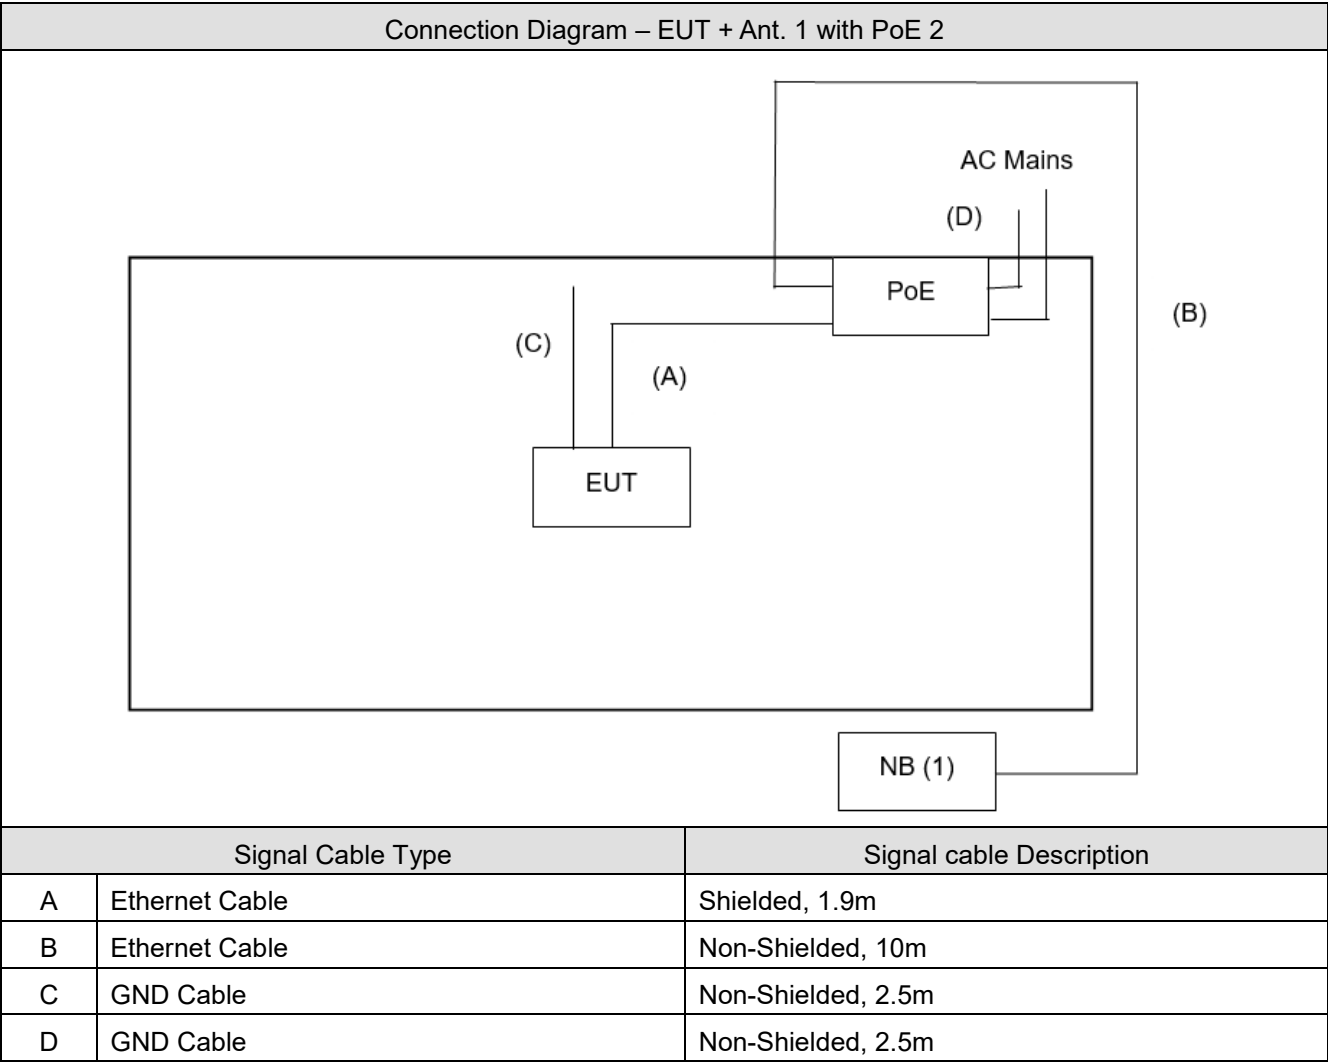 Connection Diagram – EUT + Ant. 1 with PoE 2
AC Mains
(D)
PoE
(B)
(C)
(A)
EUT
NB (1)
Signal Cable Type Signal cable Description
A Ethernet Cable Shielded, 1.9m
B Ethernet Cable Non-Shielded, 10m
C GND Cable Non-Shielded, 2.5m
D GND Cable Non-Shielded, 2.5m